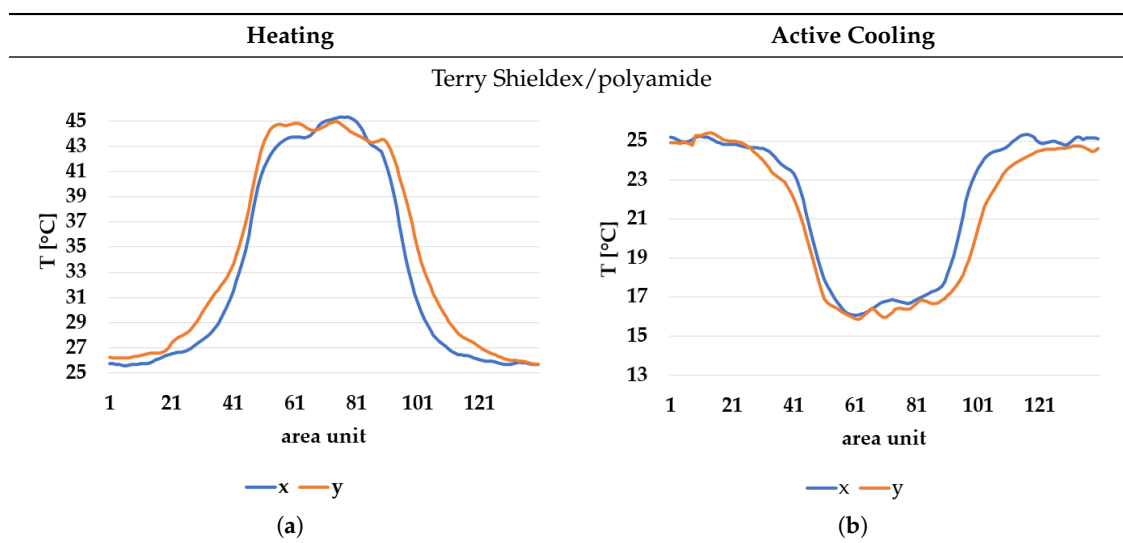 Heating Active Cooling
Terry Shieldex/polyamide
T [°C]
45
43
41
39
37
35
33
31
29
27
25
1 21 41 61 81 101 121
area unit
x y
(a)
T [°C]
25
23
21
19
17
15
13
1 21 41 61 81 101 121
area unit
x y
(b)